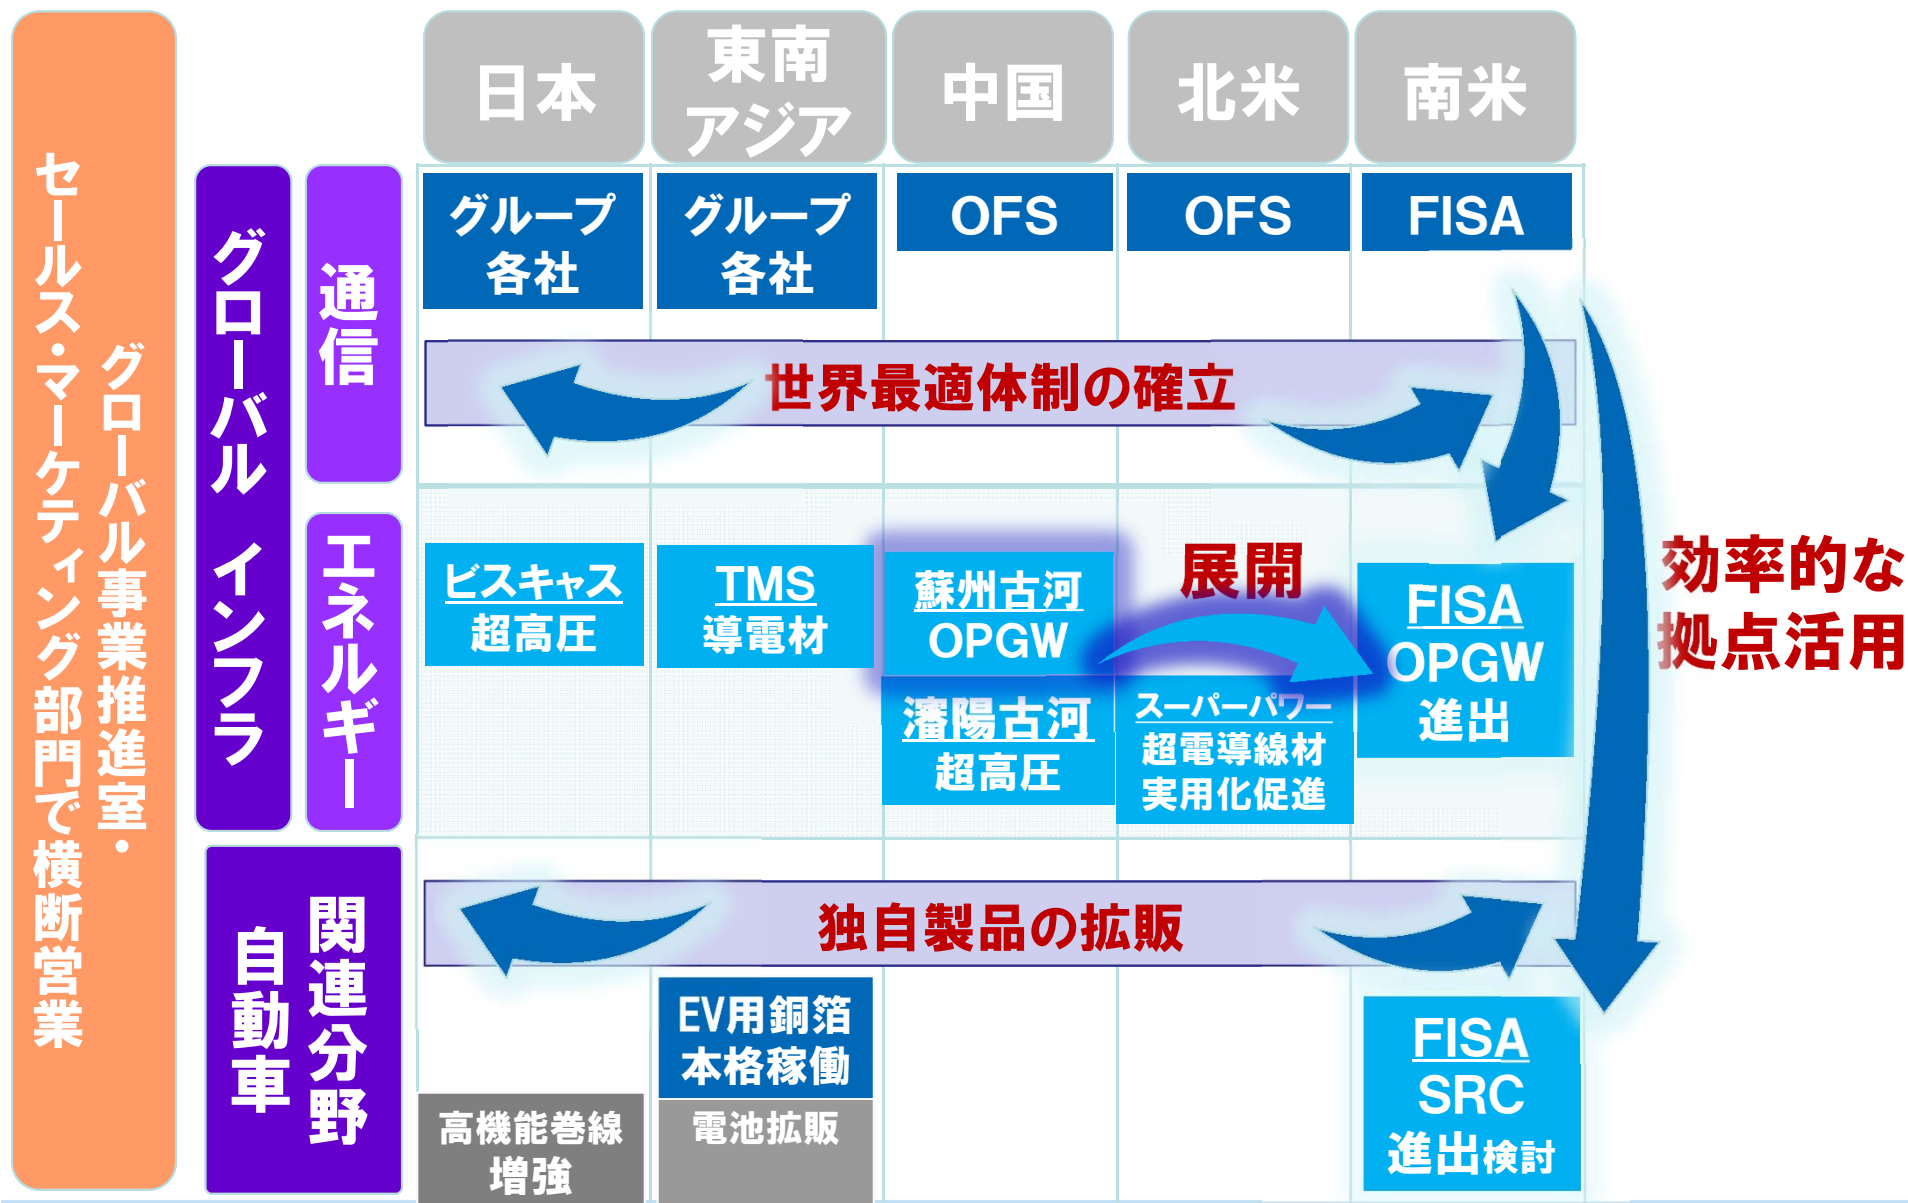 日本
東南
アジア
中国
北米
南米
グローバル事業推進室・
セールス・マーケティング部門で横断営業
グローバル インフラ
通信
グループ
各社
グループ
各社
OFS
OFS
FISA
世界最適体制の確立
エネルギー
ビスキャス
超高圧
TMS
導電材
蘇州古河
OPGW
瀋陽古河
超高圧
展開
スーパーパワー
超電導線材
実用化促進
FISA
OPGW
進出
効率的な
拠点活用
自動車
関連分野
独自製品の拡販
高機能巻線
増強
EV用銅箔
本格稼働
電池拡販
FISA
SRC
進出検討